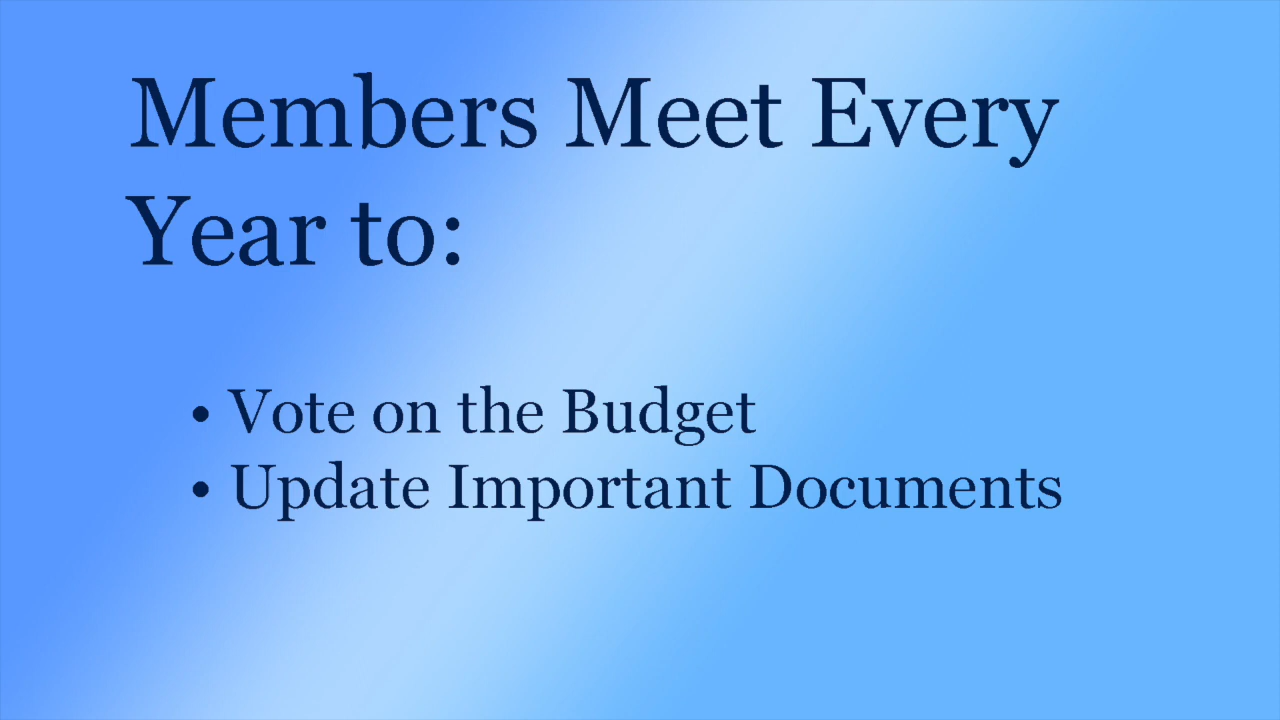 Members Meet Every
Year to:
• Vote on the Budget
• Update Important Documents